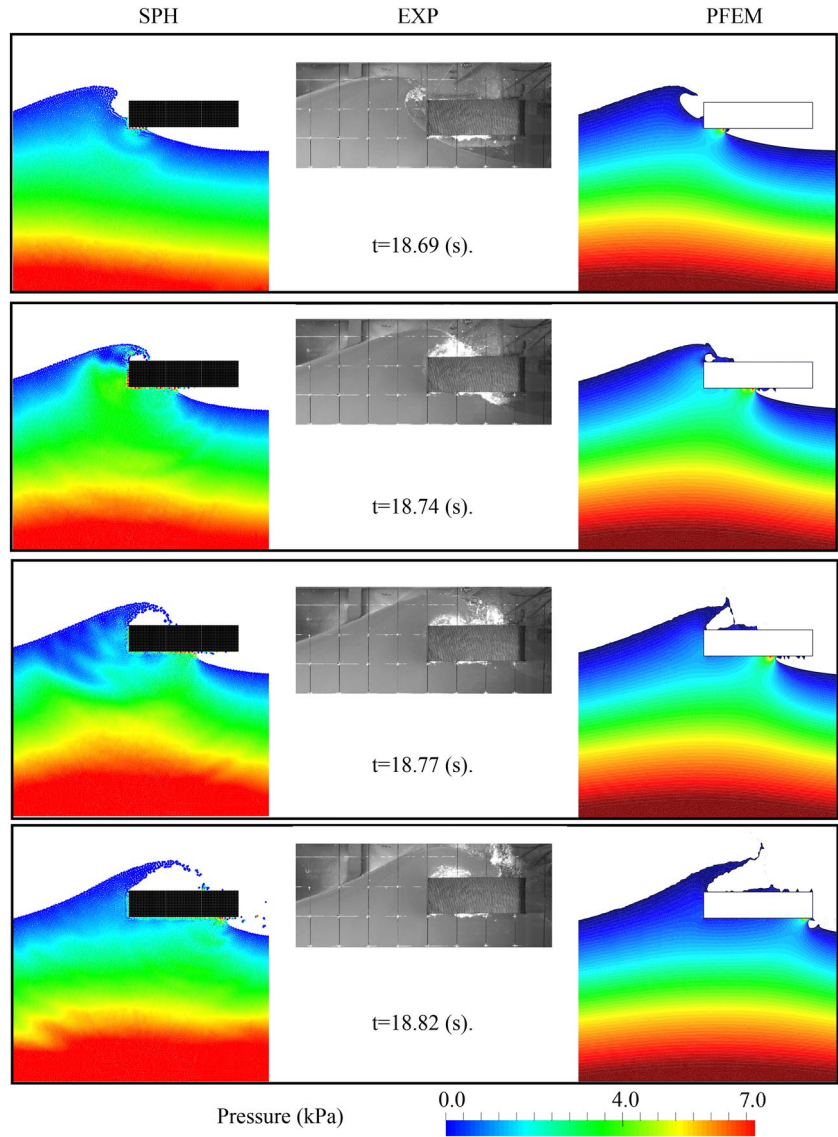 SPH EXP PFEM
t=18.69 (s).
t=18.74 (s).
t=18.77 (s).
t=18.82 (s).
0.0 4.0 7.0
Pressure (kPa)